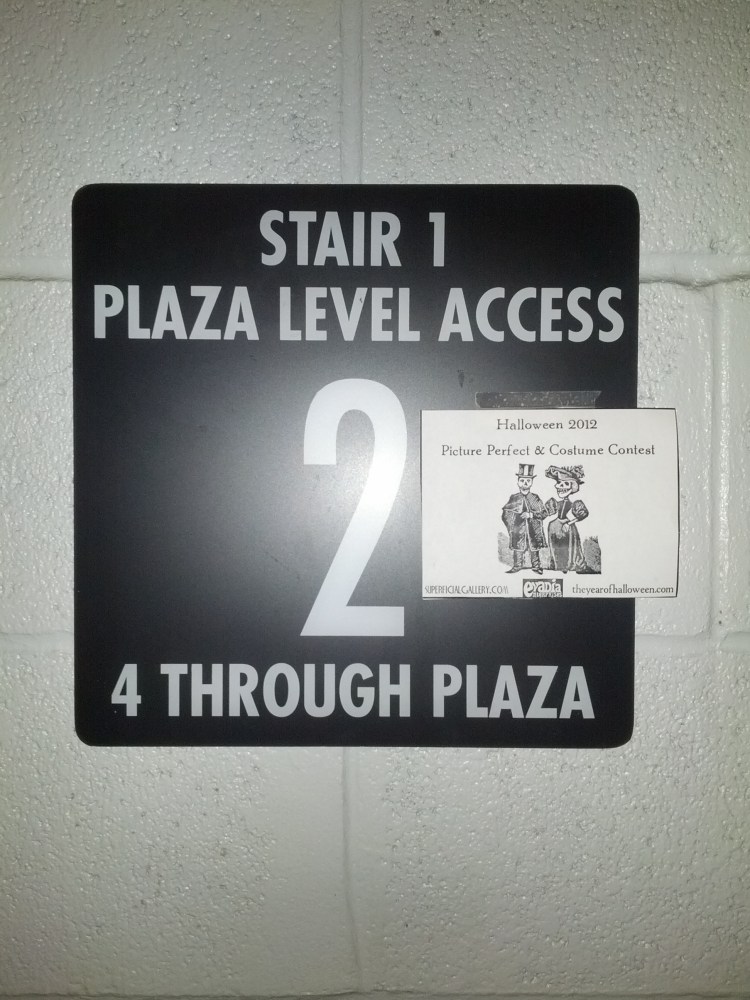 STAIR 1
PLAZA LEVEL ACCESS
2
Halloween 2012
Picture Perfect & Costume Contest
SUPERFICIALGALLERY.COM theyearofhalloween.com
4 THROUGH PLAZA